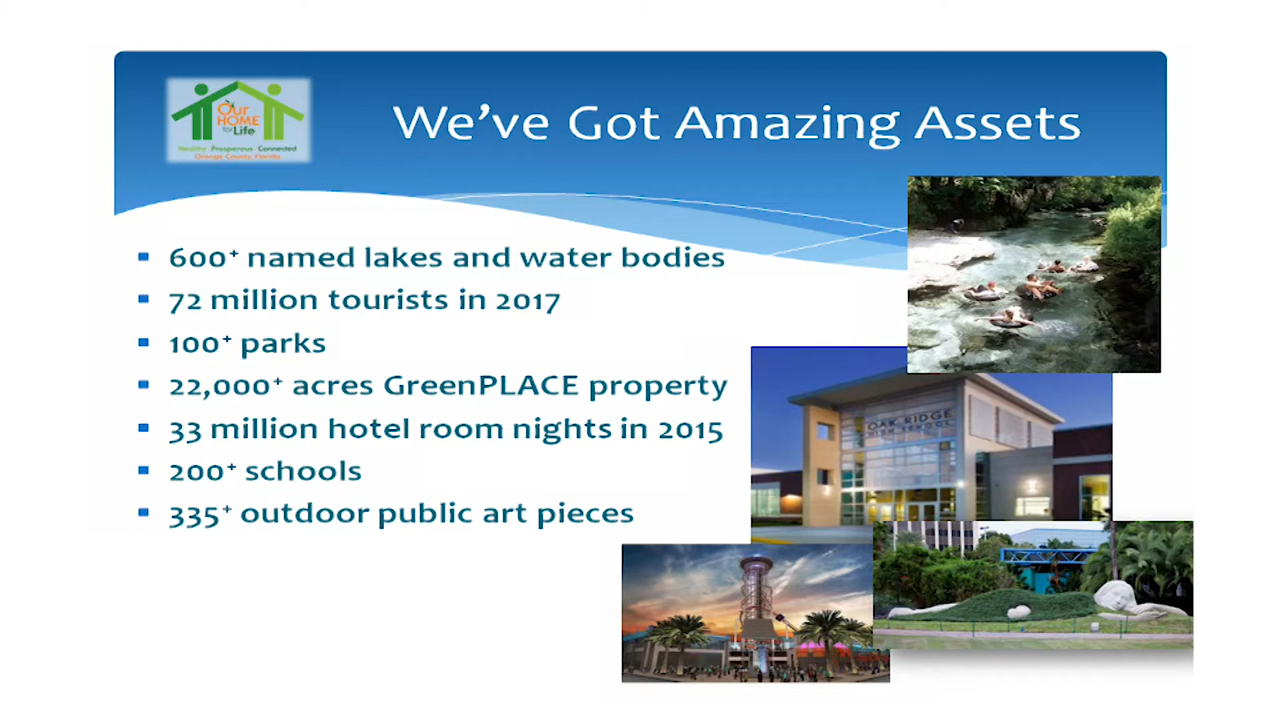 Our
HOME
for Life
Healthy · Prosperous · Connected
Orange County, Florida
We've Got Amazing Assets
600+ named lakes and water bodies
72 million tourists in 2017
100+ parks
22,000+ acres GreenPLACE property
33 million hotel room nights in 2015
200+ schools
335+ outdoor public art pieces
OAK RIDGE
HIGH SCHOOL